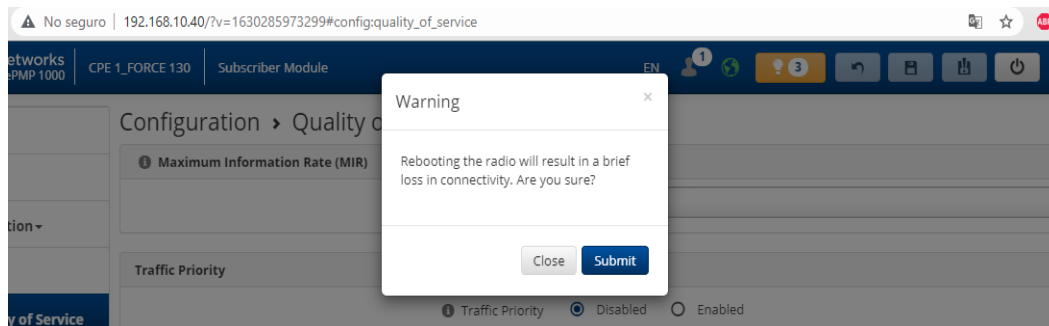 No seguro | 192.168.10.40/?v=1630285973299#config:quality_of_service
etworks
ePMP 1000
CPE 1_FORCE 130
Subscriber Module
EN
1
3
Configuration › Quality o
Maximum Information Rate (MIR)
tion
Warning
×
Rebooting the radio will result in a brief
loss in connectivity. Are you sure?
Close Submit
Traffic Priority
Traffic Priority Disabled Enabled
y of Service